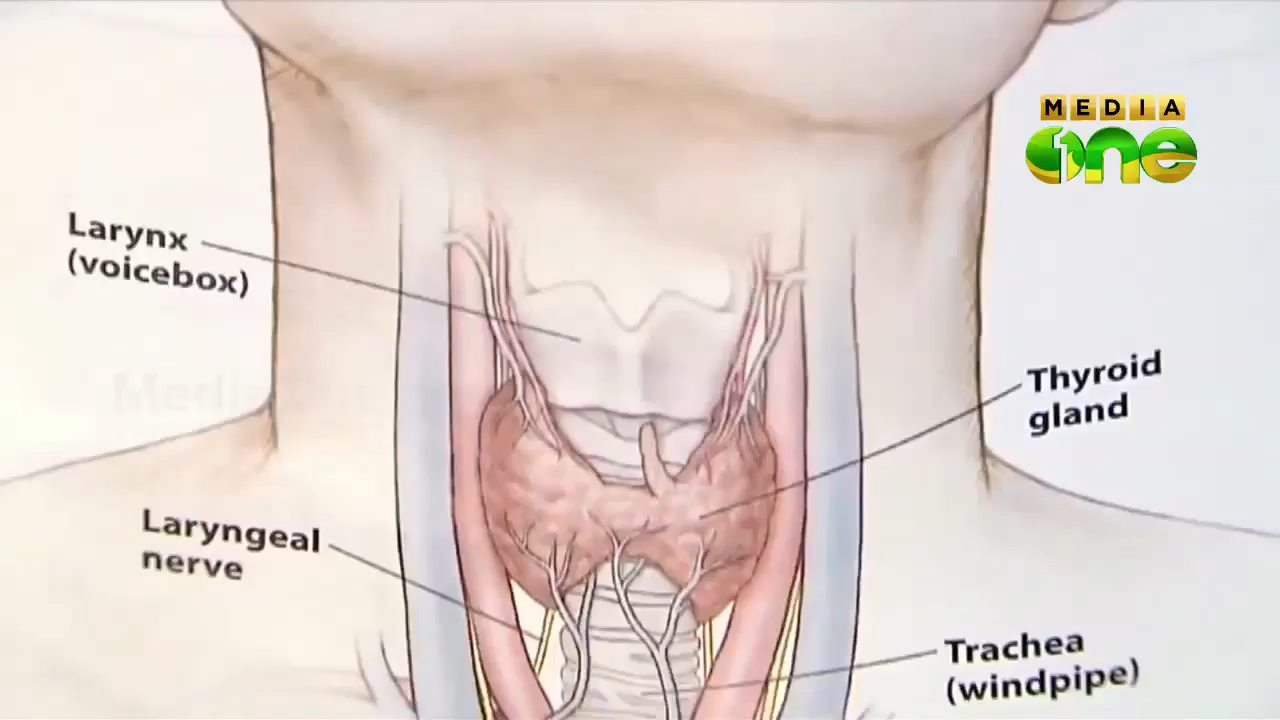 MEDIA
one
Larynx
(voicebox)
Thyroid
gland
Laryngeal
nerve
Trachea
(windpipe)